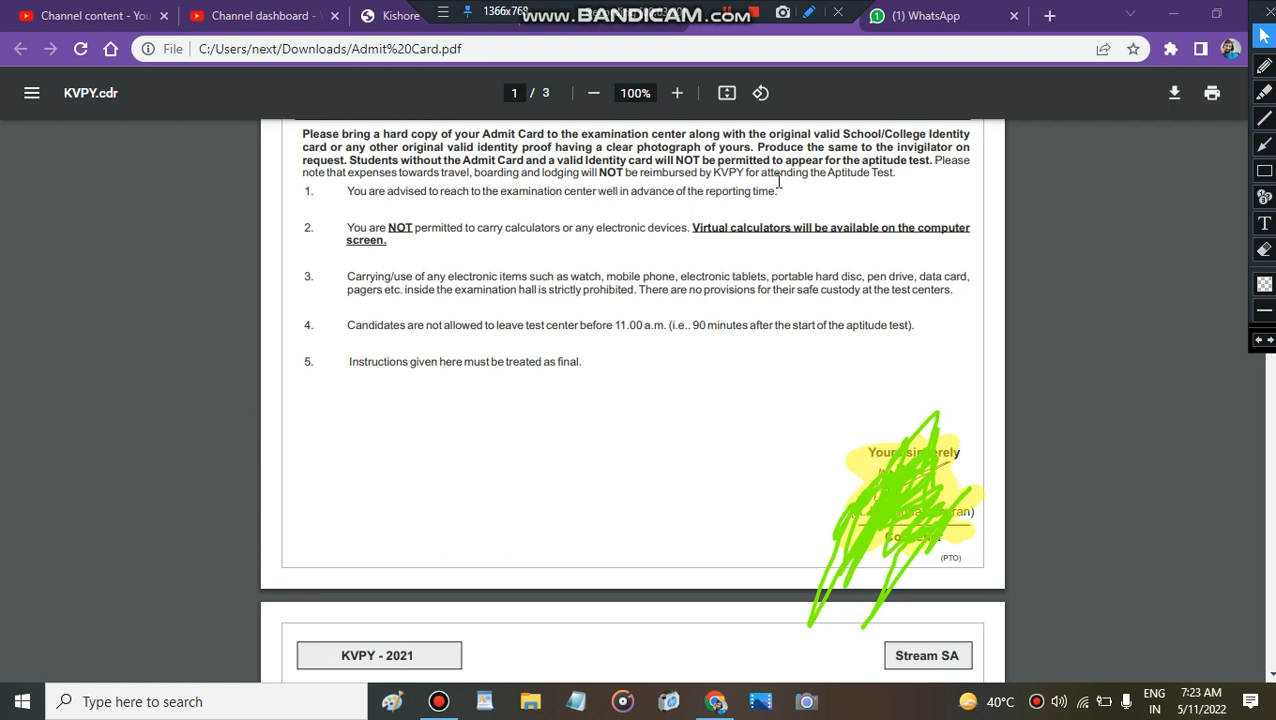 Channel content - You
Channel dashboard -
Kishore
1366x768
WWW.BANDICAM.COM
(1) WhatsApp
File
C:/Users/next/Downloads/Admit%20Card.pdf
KVPY.cdr
1 / 3
100%
Please bring a hard copy of your Admit Card to the examination center along with the original valid School/College Identity
card or any other original valid identity proof having a clear photograph of yours. Produce the same to the invigilator on
request. Students without the Admit Card and a valid Identity card will NOT be permitted to appear for the aptitude test. Please
note that expenses towards travel, boarding and lodging will NOT be reimbursed by KVPY for attending the Aptitude Test.
1. You are advised to reach to the examination center well in advance of the reporting time.
2. You are NOT permitted to carry calculators or any electronic devices. Virtual calculators will be available on the computer
screen.
3. Carrying/use of any electronic items such as watch, mobile phone, electronic tablets, portable hard disc, pen drive, data card,
pagers etc. inside the examination hall is strictly prohibited. There are no provisions for their safe custody at the test centers.
4. Candidates are not allowed to leave test center before 11.00 a.m. (i.e.. 90 minutes after the start of the aptitude test).
5. Instructions given here must be treated as final.
Yours sincerely
(PTO)
KVPY - 2021
Stream SA
Type here to search
40°C
ENG
IN
7:23 AM
5/11/2022